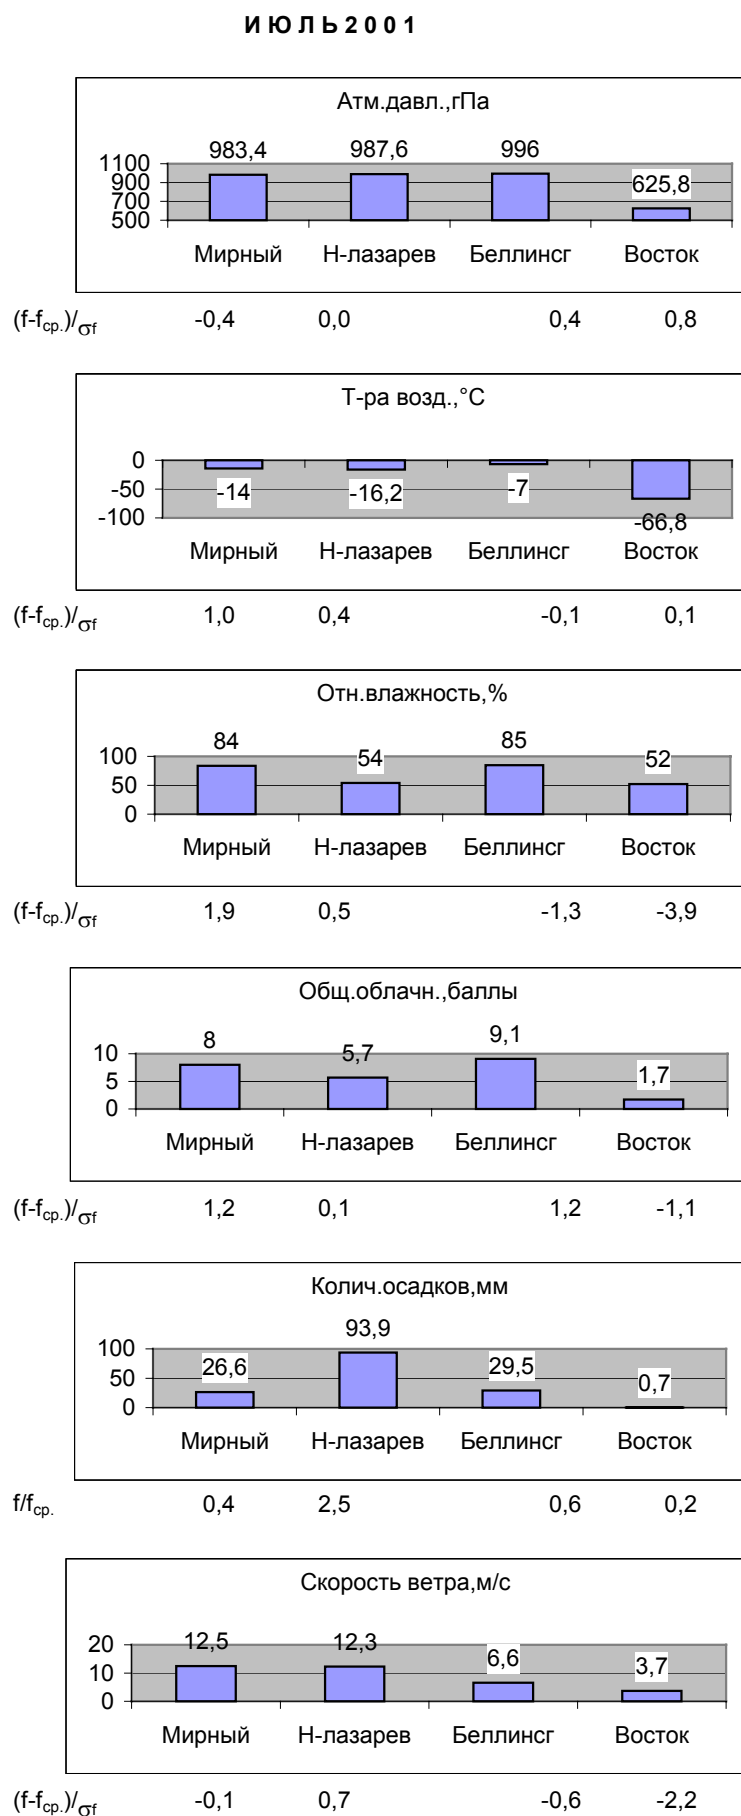 И Ю Л Ь 2 0 0 1
Атм.давл.,гПа
983,4 987,6 996 625,8
1100
900
700
500
Мирный Н-лазарев Беллинсг Восток
(f-fср.)/σf -0,4 0,0 0,4 0,8
Т-ра возд.,°C
0
-50
-100
-14 -16,2 -7 -66,8
Мирный Н-лазарев Беллинсг Восток
(f-fср.)/σf 1,0 0,4 -0,1 0,1
Отн.влажность,%
84 54 85 52
100
50
0
Мирный Н-лазарев Беллинсг Восток
(f-fср.)/σf 1,9 0,5 -1,3 -3,9
Общ.облачн.,баллы
8 5,7 9,1 1,7
10
5
0
Мирный Н-лазарев Беллинсг Восток
(f-fср.)/σf 1,2 0,1 1,2 -1,1
Колич.осадков,мм
26,6 93,9 29,5 0,7
100
50
0
Мирный Н-лазарев Беллинсг Восток
f/fср. 0,4 2,5 0,6 0,2
Скорость ветра,м/с
12,5 12,3 6,6 3,7
20
10
0
Мирный Н-лазарев Беллинсг Восток
(f-fср.)/σf -0,1 0,7 -0,6 -2,2